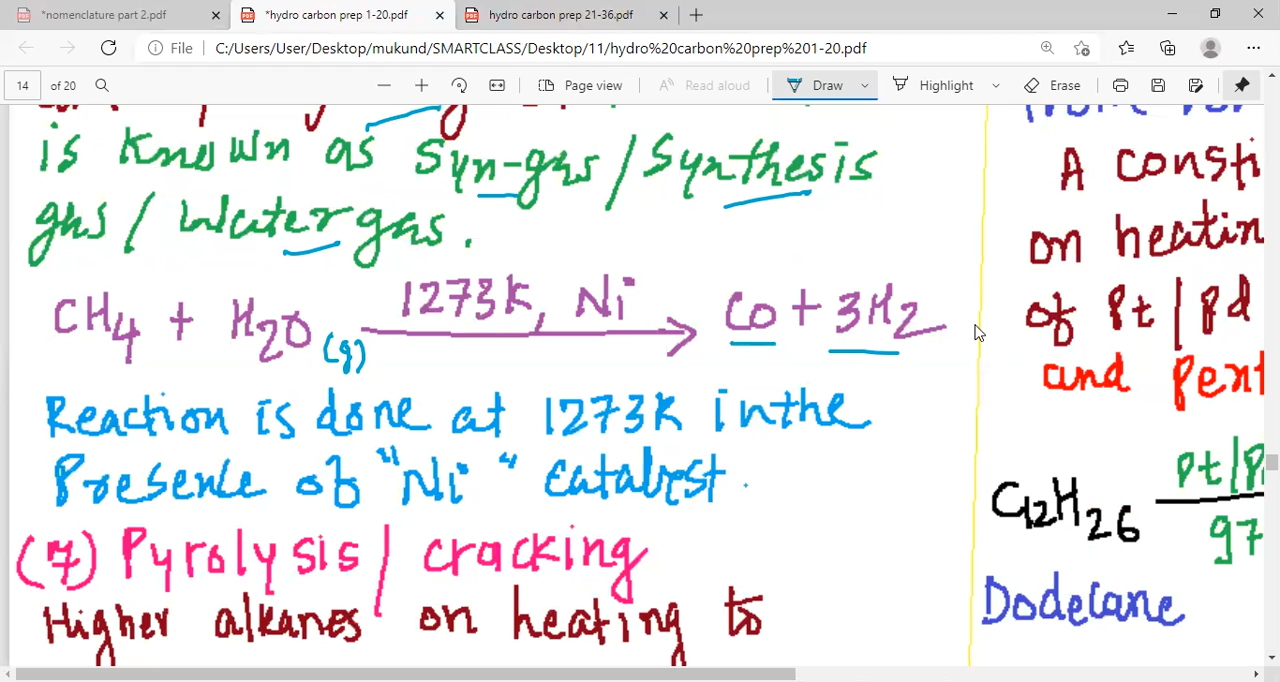 *nomenclature part 2.pdf
*hydro carbon prep 1-20.pdf
hydro carbon prep 21-36.pdf
File
C:/Users/User/Desktop/mukund/SMARTCLASS/Desktop/11/hydro%20carbon%20prep%201-20.pdf
14 of 20
Page view
Read aloud
Draw
Highlight
Erase
is known as Syn-gas/Synthesis
gas/Water gas.
CH4 + H2O(g) 1273K, Ni CO + 3H2
Reaction is done at 1273K in the
Presence of "Ni" Catalyst.
(7) Pyrolysis/cracking
Higher alkanes on heating to
A consti
on heatin
of Pt/Pd
and Pent
C12H26 Pt/P
97
Dodecane